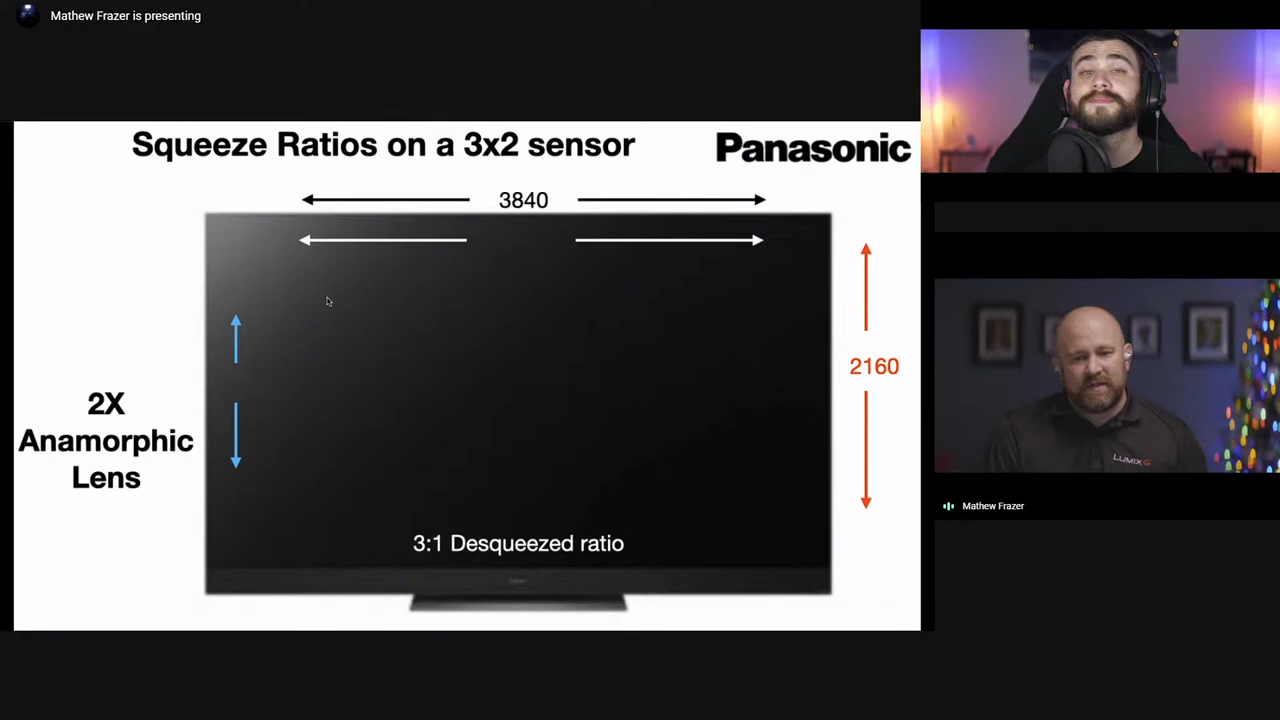 Mathew Frazer is presenting
Squeeze Ratios on a 3x2 sensor
Panasonic
3840
2160
2X
Anamorphic
Lens
3:1 Desqueezed ratio
LUMIX G
Mathew Frazer